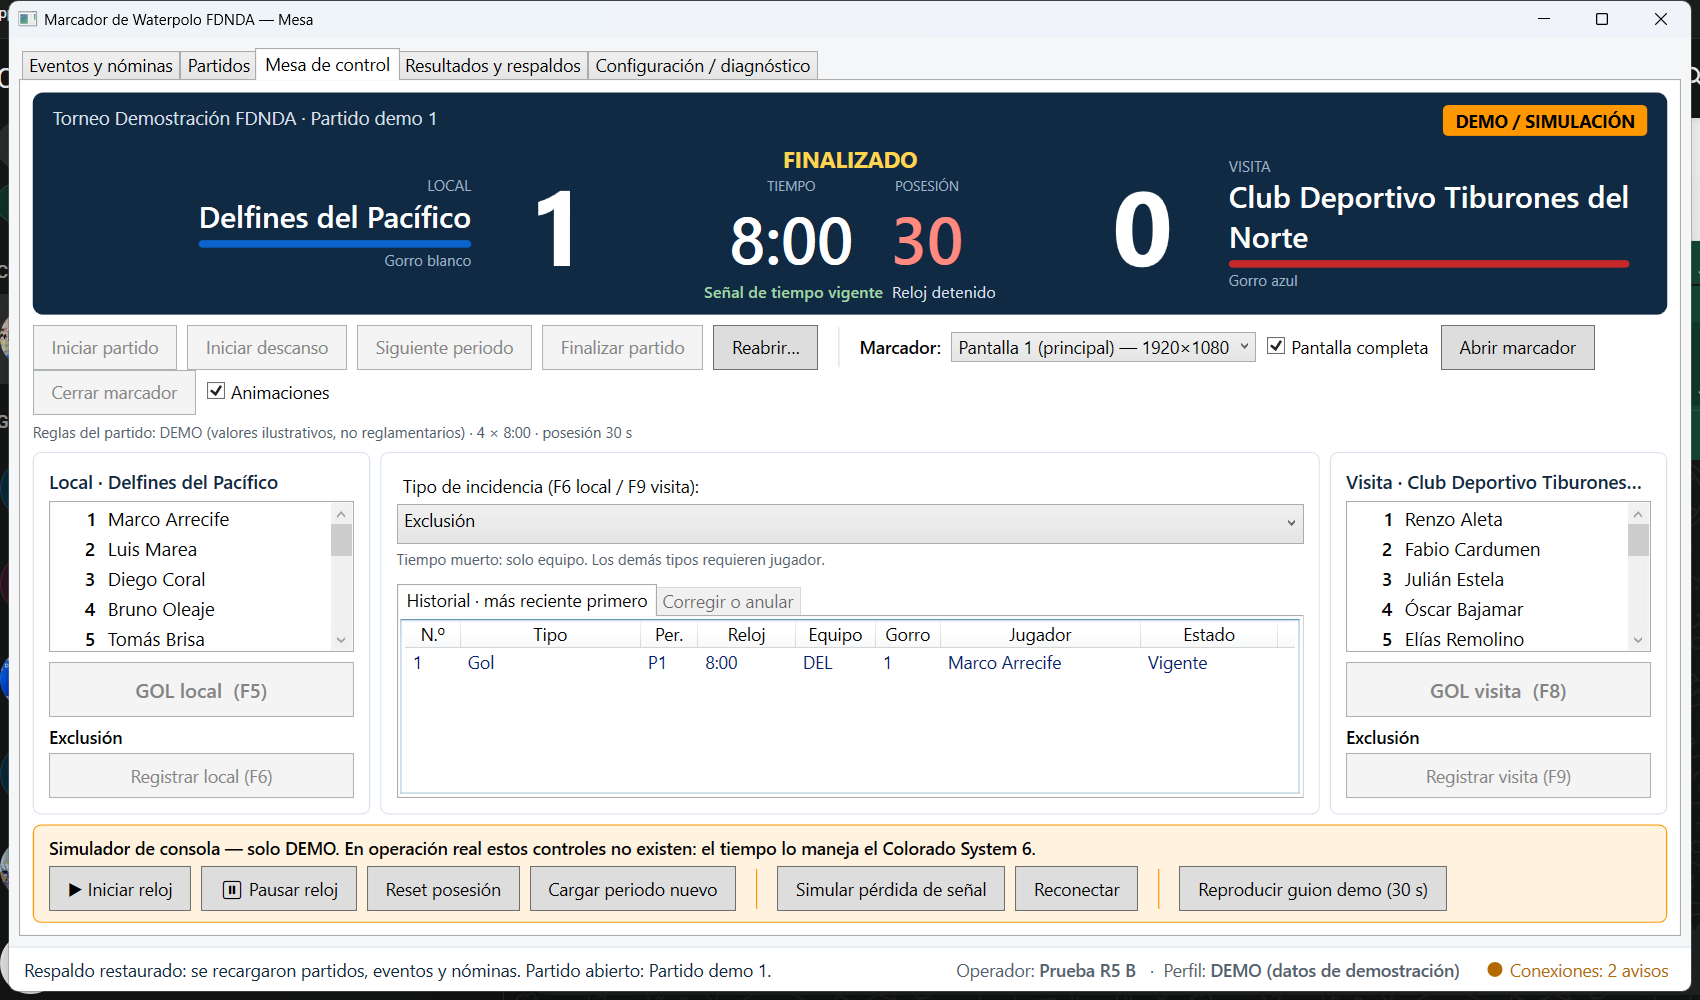 Marcador de Waterpolo FDNDA — Mesa
Eventos y nóminas
Partidos
Mesa de control
Resultados y respaldos
Configuración / diagnóstico
Torneo Demostración FDNDA · Partido demo 1
DEMO / SIMULACIÓN
FINALIZADO
LOCAL
Delfines del Pacífico
Gorro blanco
1
TIEMPO
8:00
POSESIÓN
30
Señal de tiempo vigente
Reloj detenido
0
VISITA
Club Deportivo Tiburones del
Norte
Gorro azul
Iniciar partido
Iniciar descanso
Siguiente periodo
Finalizar partido
Reabrir...
Marcador:
Pantalla 1 (principal) — 1920×1080
Pantalla completa
Abrir marcador
Cerrar marcador
Animaciones
Reglas del partido: DEMO (valores ilustrativos, no reglamentarios) · 4 × 8:00 · posesión 30 s
Local · Delfines del Pacífico
1 Marco Arrecife
2 Luis Marea
3 Diego Coral
4 Bruno Oleaje
5 Tomás Brisa
GOL local (F5)
Exclusión
Registrar local (F6)
Tipo de incidencia (F6 local / F9 visita):
Exclusión
Tiempo muerto: solo equipo. Los demás tipos requieren jugador.
Historial · más reciente primero
Corregir o anular
N.º Tipo Per. Reloj Equipo Gorro Jugador Estado
1 Gol P1 8:00 DEL 1 Marco Arrecife Vigente
Visita · Club Deportivo Tiburones...
1 Renzo Aleta
2 Fabio Cardumen
3 Julián Estela
4 Óscar Bajamar
5 Elías Remolino
GOL visita (F8)
Exclusión
Registrar visita (F9)
Simulador de consola — solo DEMO. En operación real estos controles no existen: el tiempo lo maneja el Colorado System 6.
Iniciar reloj
Pausar reloj
Reset posesión
Cargar periodo nuevo
Simular pérdida de señal
Reconectar
Reproducir guion demo (30 s)
Respaldo restaurado: se recargaron partidos, eventos y nóminas. Partido abierto: Partido demo 1.
Operador: Prueba R5 B · Perfil: DEMO (datos de demostración)
Conexiones: 2 avisos